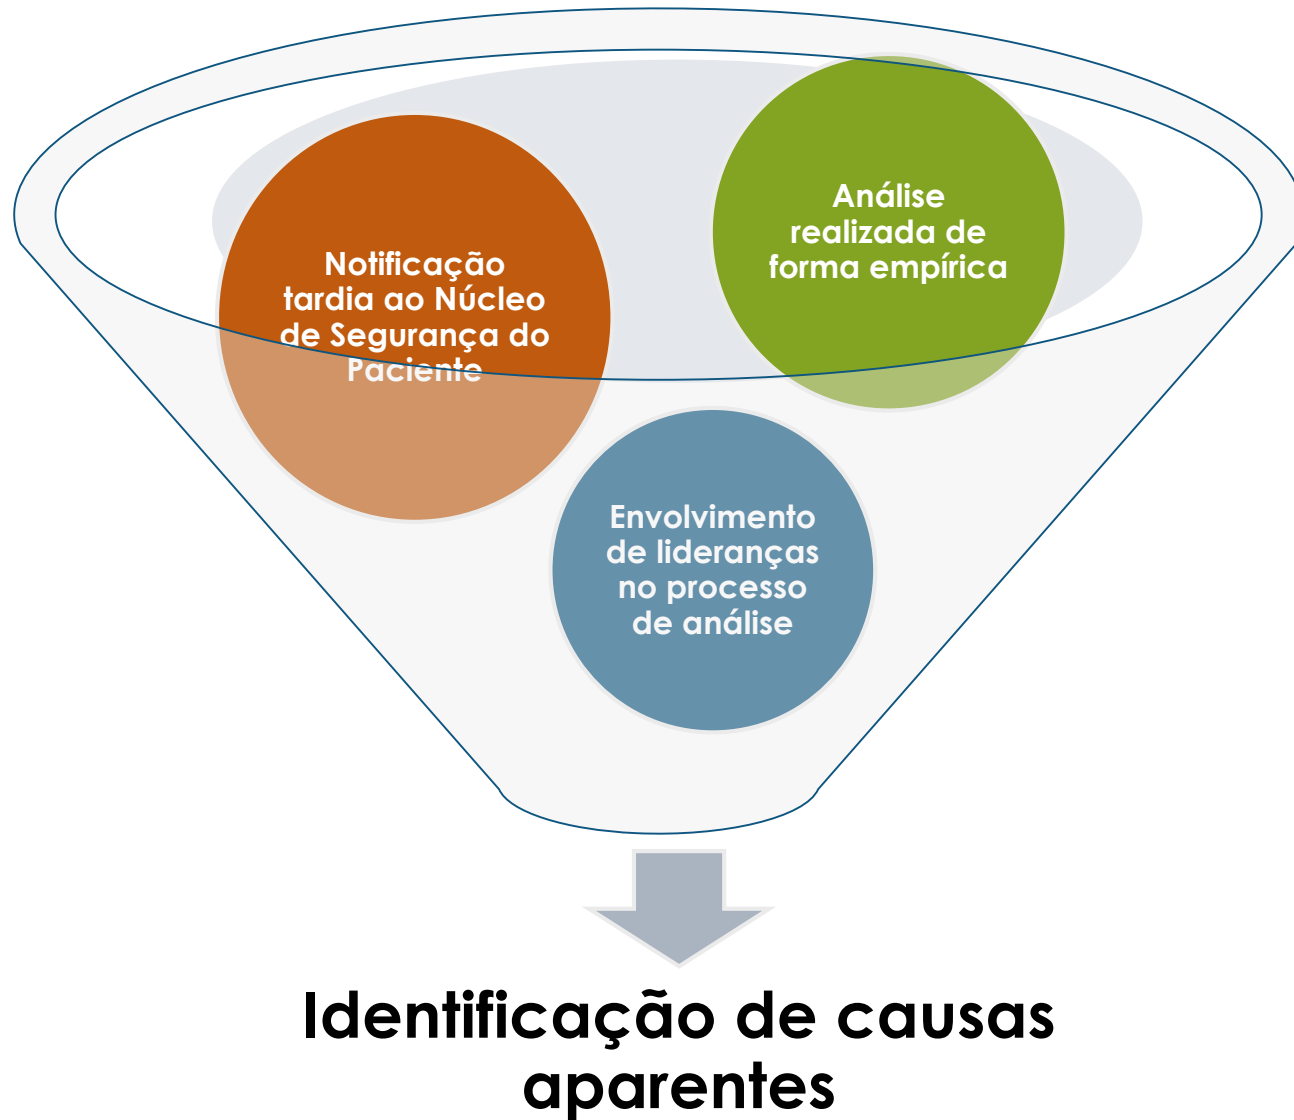 Notificação
tardia ao Núcleo
de Segurança do
Paciente
Análise
realizada de
forma empírica
Envolvimento
de lideranças
no processo
de análise
Identificação de causas
aparentes